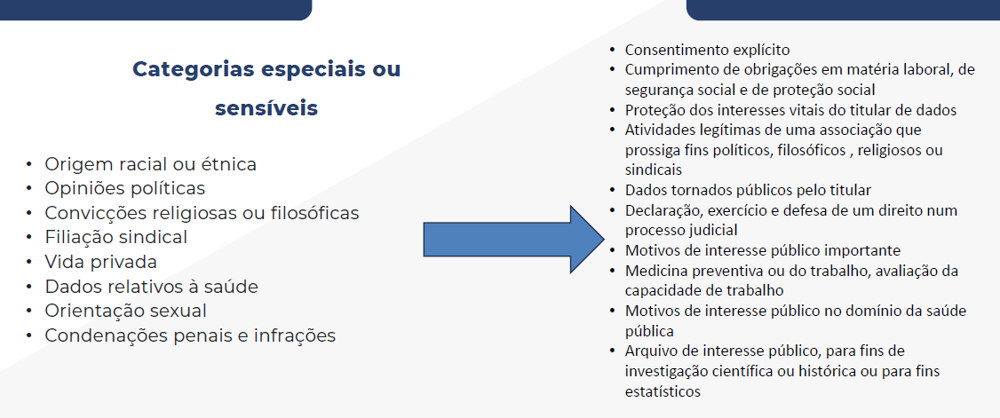 Categorias especiais ou
sensíveis
• Origem racial ou étnica
• Opiniões políticas
• Convicções religiosas ou filosóficas
• Filiação sindical
• Vida privada
• Dados relativos à saúde
• Orientação sexual
• Condenações penais e infrações
• Consentimento explícito
• Cumprimento de obrigações em matéria laboral, de
segurança social e de proteção social
• Proteção dos interesses vitais do titular de dados
• Atividades legítimas de uma associação que
prossiga fins políticos, filosóficos , religiosos ou
sindicais
• Dados tornados públicos pelo titular
• Declaração, exercício e defesa de um direito num
processo judicial
• Motivos de interesse público importante
• Medicina preventiva ou do trabalho, avaliação da
capacidade de trabalho
• Motivos de interesse público no domínio da saúde
pública
• Arquivo de interesse público, para fins de
investigação científica ou histórica ou para fins
estatísticos